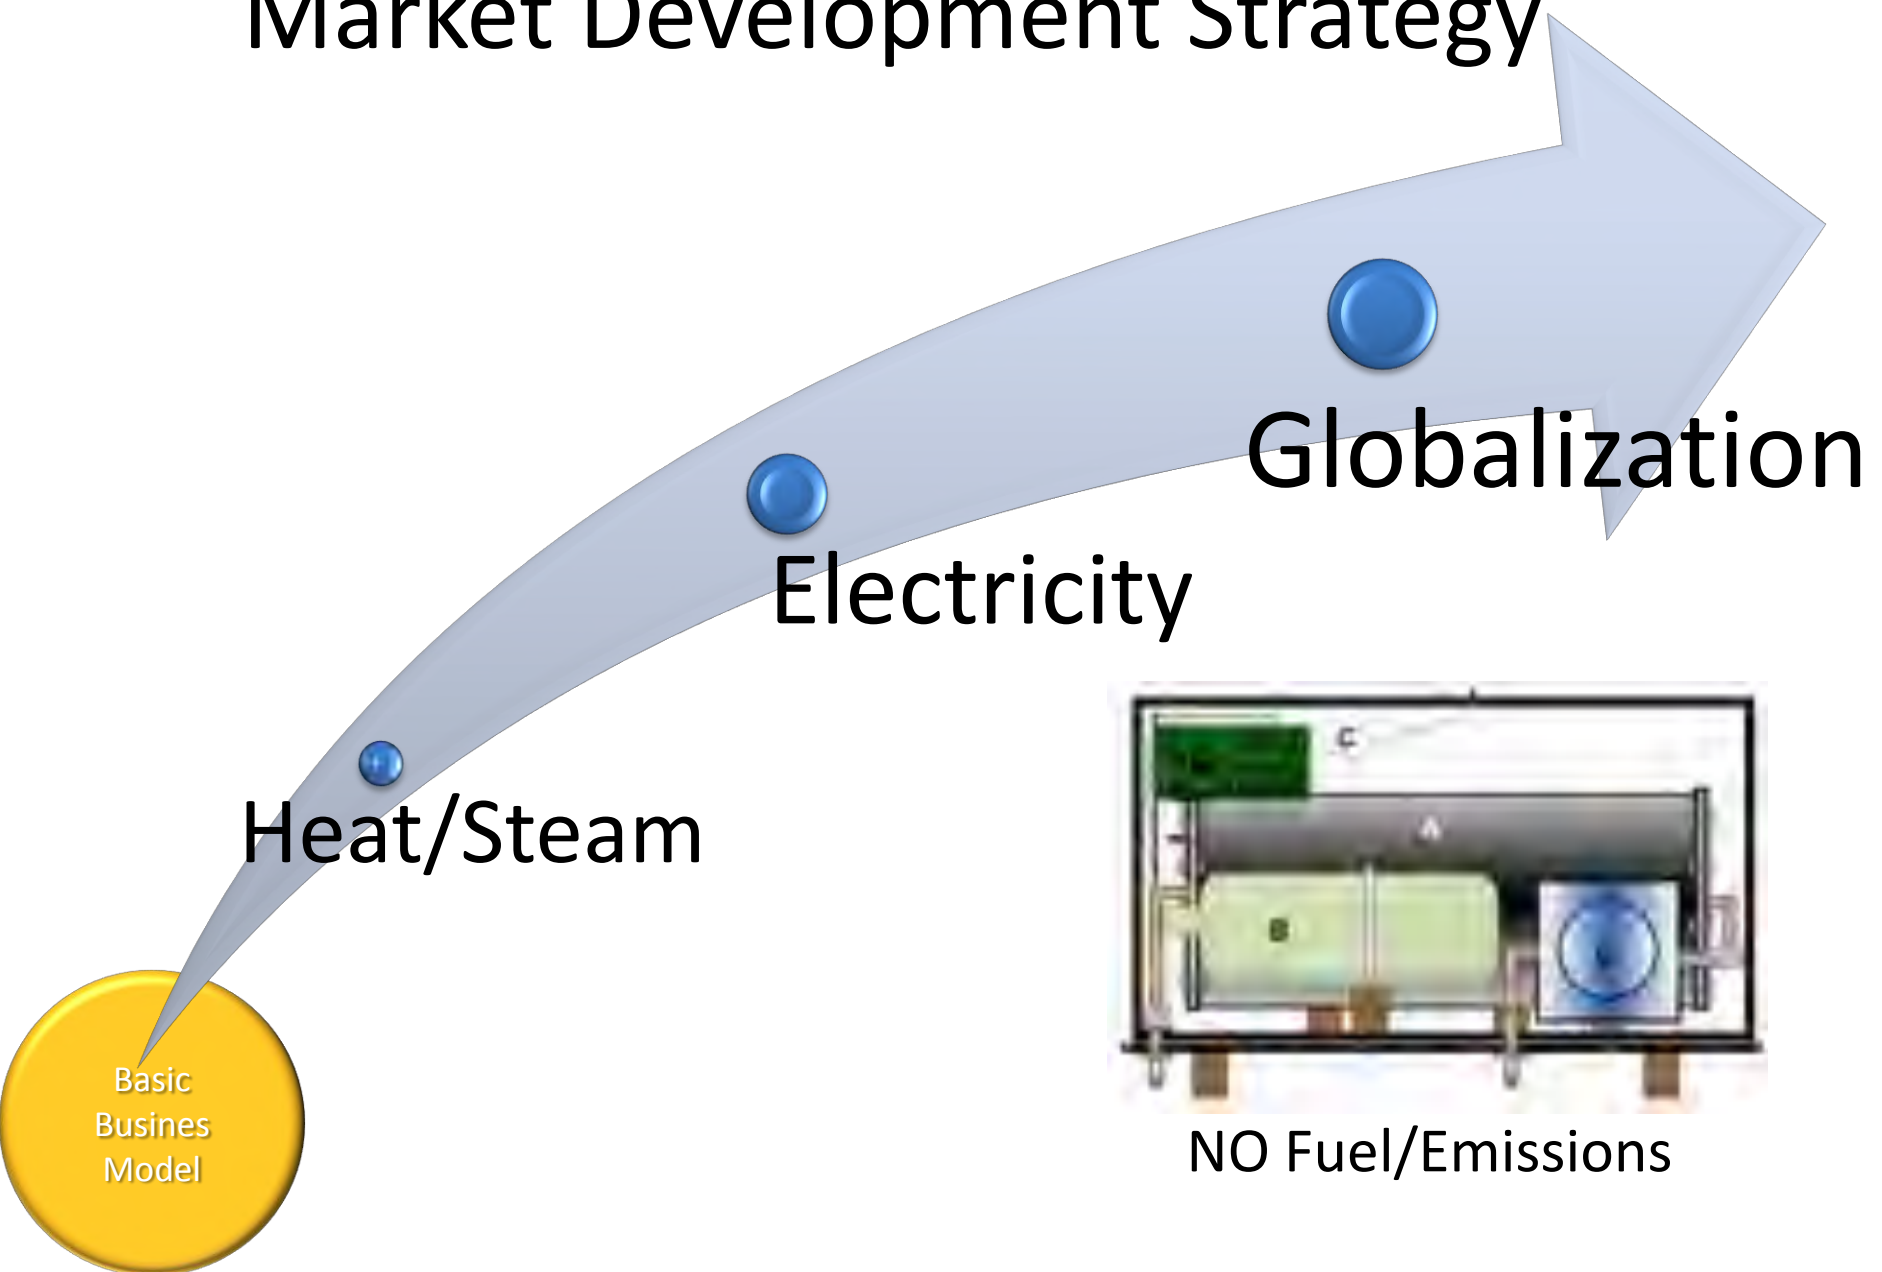 Market Development Strategy
Globalization
Electricity
Heat/Steam
C
A
B
Basic
Busines
Model
NO Fuel/Emissions